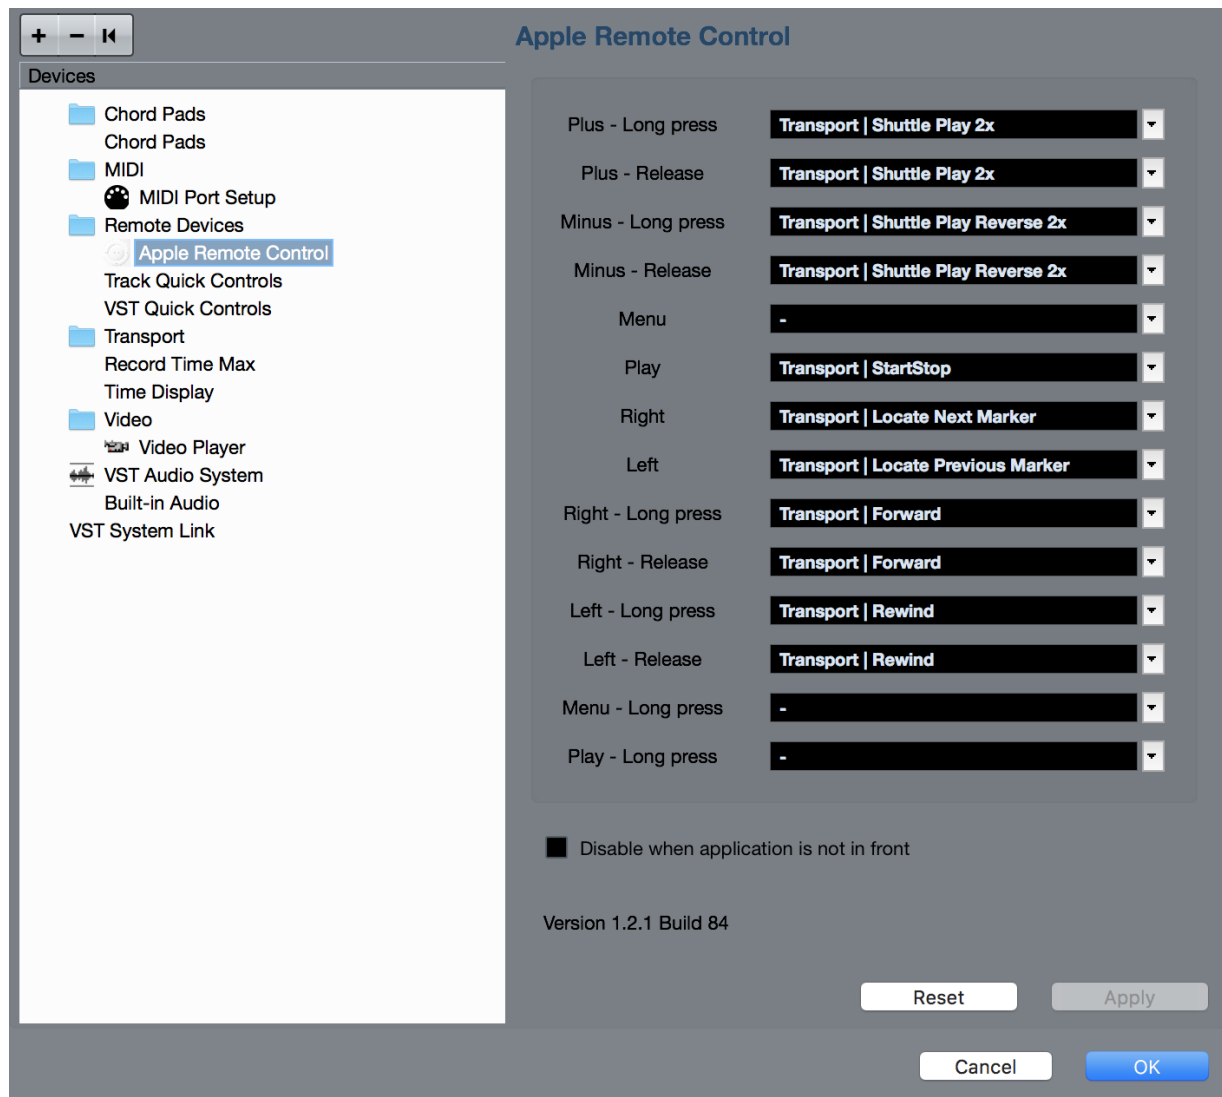 Apple Remote Control
Devices
Chord Pads
Chord Pads
MIDI
MIDI Port Setup
Remote Devices
Apple Remote Control
Track Quick Controls
VST Quick Controls
Transport
Record Time Max
Time Display
Video
Video Player
VST Audio System
Built-in Audio
VST System Link
Plus - Long press Transport | Shuttle Play 2x
Plus - Release Transport | Shuttle Play 2x
Minus - Long press Transport | Shuttle Play Reverse 2x
Minus - Release Transport | Shuttle Play Reverse 2x
Menu -
Play Transport | StartStop
Right Transport | Locate Next Marker
Left Transport | Locate Previous Marker
Right - Long press Transport | Forward
Right - Release Transport | Forward
Left - Long press Transport | Rewind
Left - Release Transport | Rewind
Menu - Long press -
Play - Long press -
Disable when application is not in front
Version 1.2.1 Build 84
Reset Apply
Cancel OK